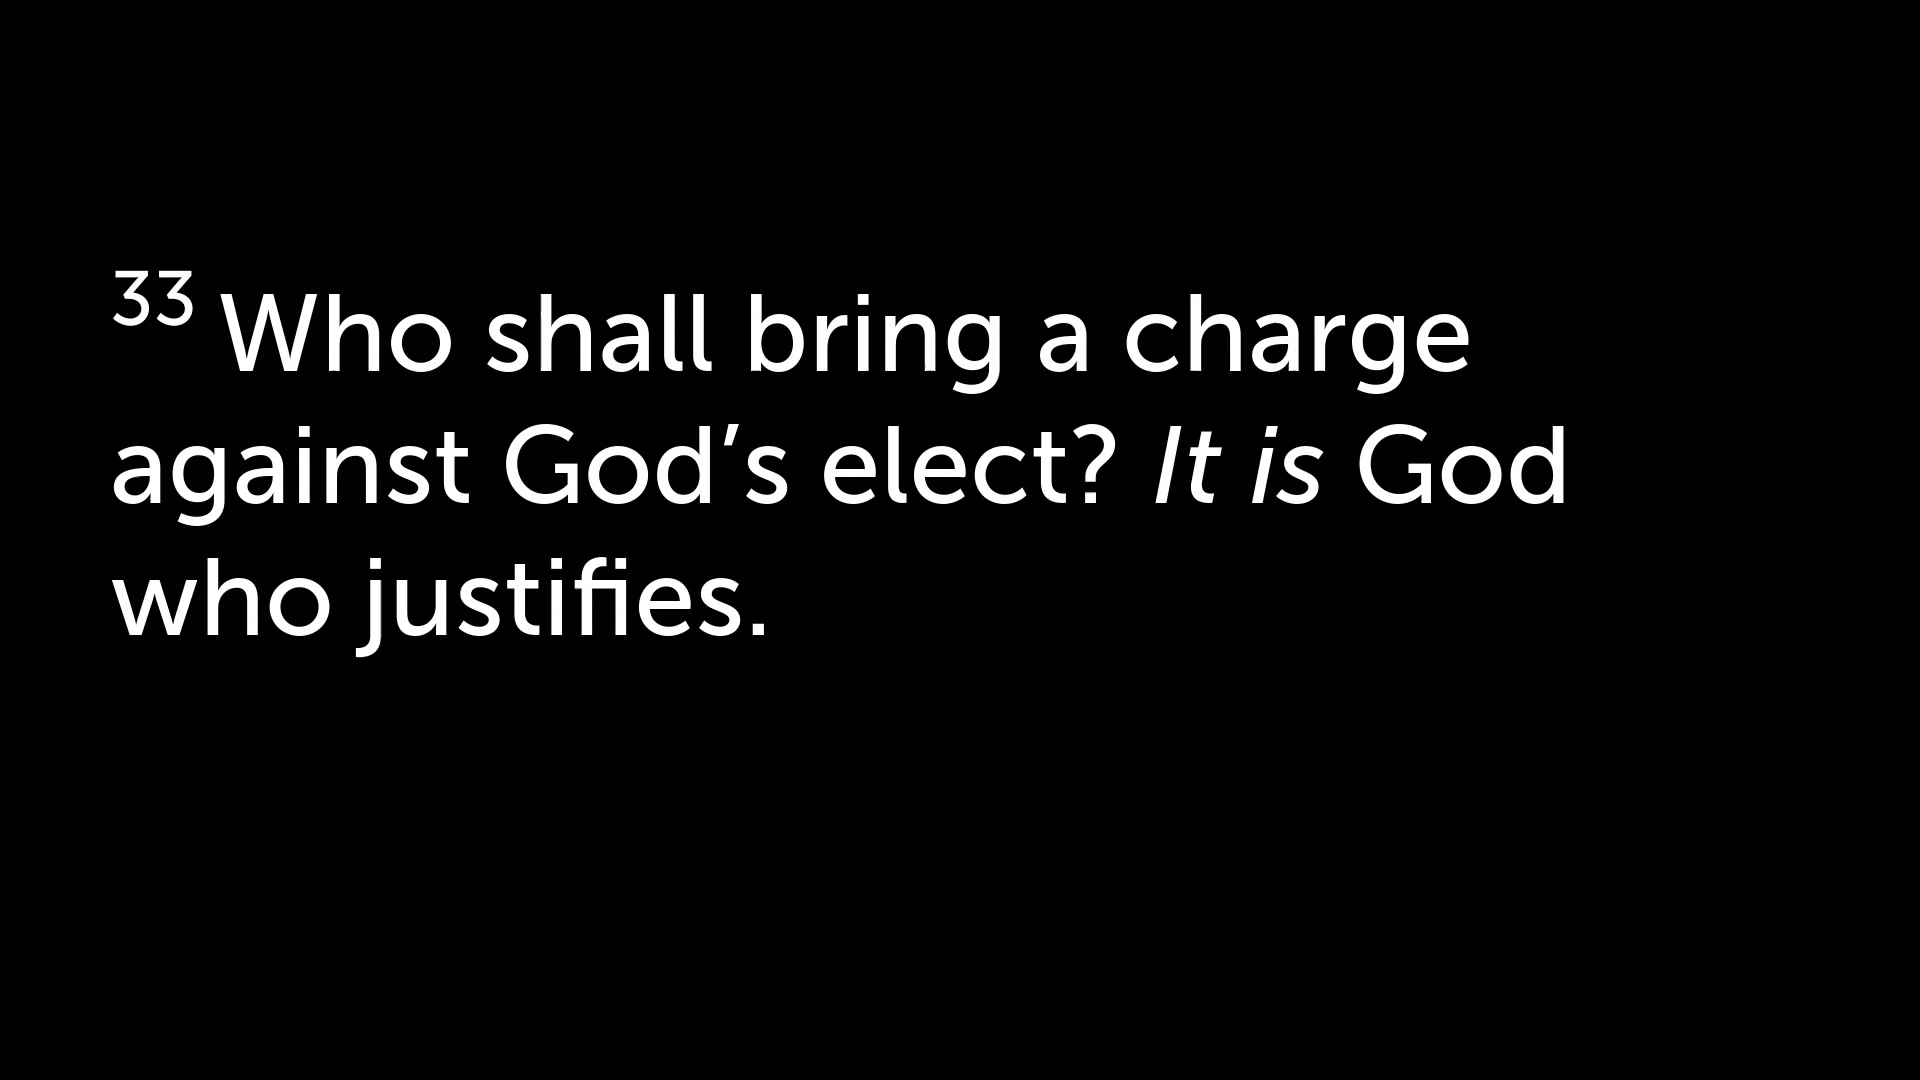 33 Who shall bring a charge
against God’s elect? It is God
who justifies.